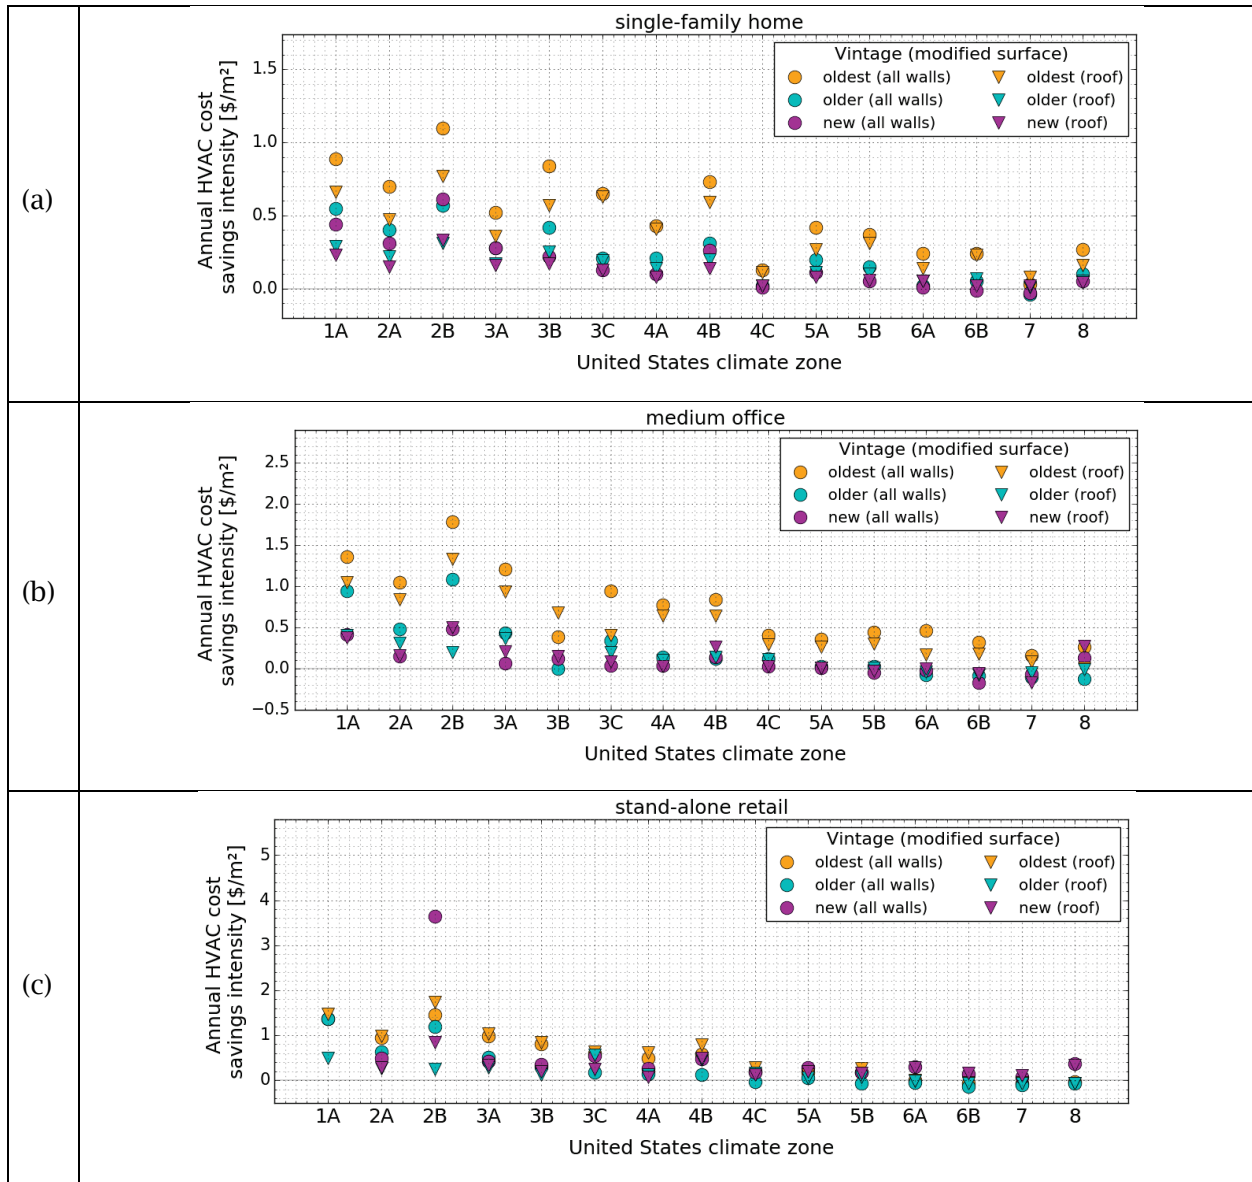 (a)
single-family home
Annual HVAC cost
savings intensity [$/m²]
1.5
1.0
0.5
0.0
Vintage (modified surface)
oldest (all walls) oldest (roof)
older (all walls) older (roof)
new (all walls) new (roof)
1A 2A 2B 3A 3B 3C 4A 4B 4C 5A 5B 6A 6B 7 8
United States climate zone
(b)
medium office
Annual HVAC cost
savings intensity [$/m²]
2.5
2.0
1.5
1.0
0.5
0.0
−0.5
Vintage (modified surface)
oldest (all walls) oldest (roof)
older (all walls) older (roof)
new (all walls) new (roof)
1A 2A 2B 3A 3B 3C 4A 4B 4C 5A 5B 6A 6B 7 8
United States climate zone
(c)
stand-alone retail
Annual HVAC cost
savings intensity [$/m²]
5
4
3
2
1
0
Vintage (modified surface)
oldest (all walls) oldest (roof)
older (all walls) older (roof)
new (all walls) new (roof)
1A 2A 2B 3A 3B 3C 4A 4B 4C 5A 5B 6A 6B 7 8
United States climate zone